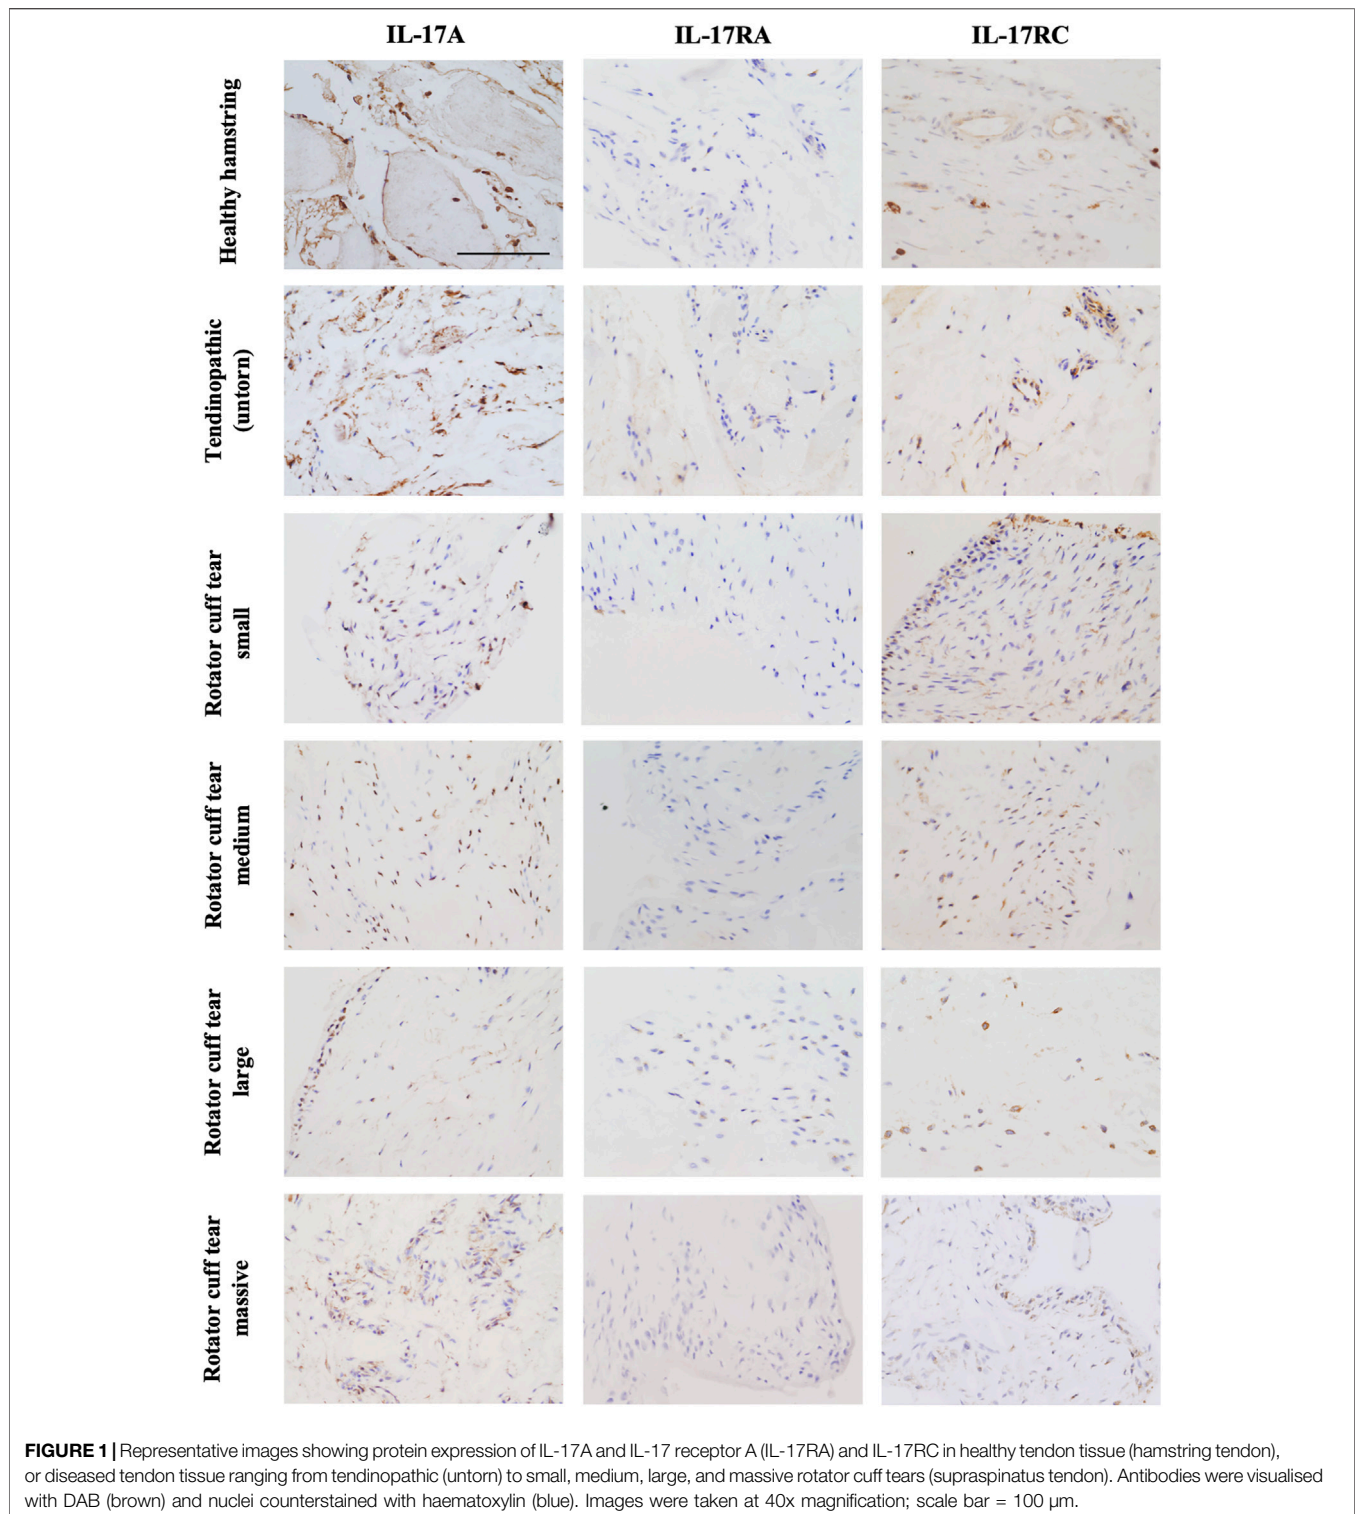 IL-17A
IL-17RA
IL-17RC
Healthy hamstring
Tendinopathic
(untorn)
Rotator cuff tear
small
Rotator cuff tear
medium
Rotator cuff tear
large
Rotator cuff tear
massive
FIGURE 1 | Representative images showing protein expression of IL-17A and IL-17 receptor A (IL-17RA) and IL-17RC in healthy tendon tissue (hamstring tendon),
or diseased tendon tissue ranging from tendinopathic (untorn) to small, medium, large, and massive rotator cuff tears (supraspinatus tendon). Antibodies were visualised
with DAB (brown) and nuclei counterstained with haematoxylin (blue). Images were taken at 40x magnification; scale bar = 100 µm.